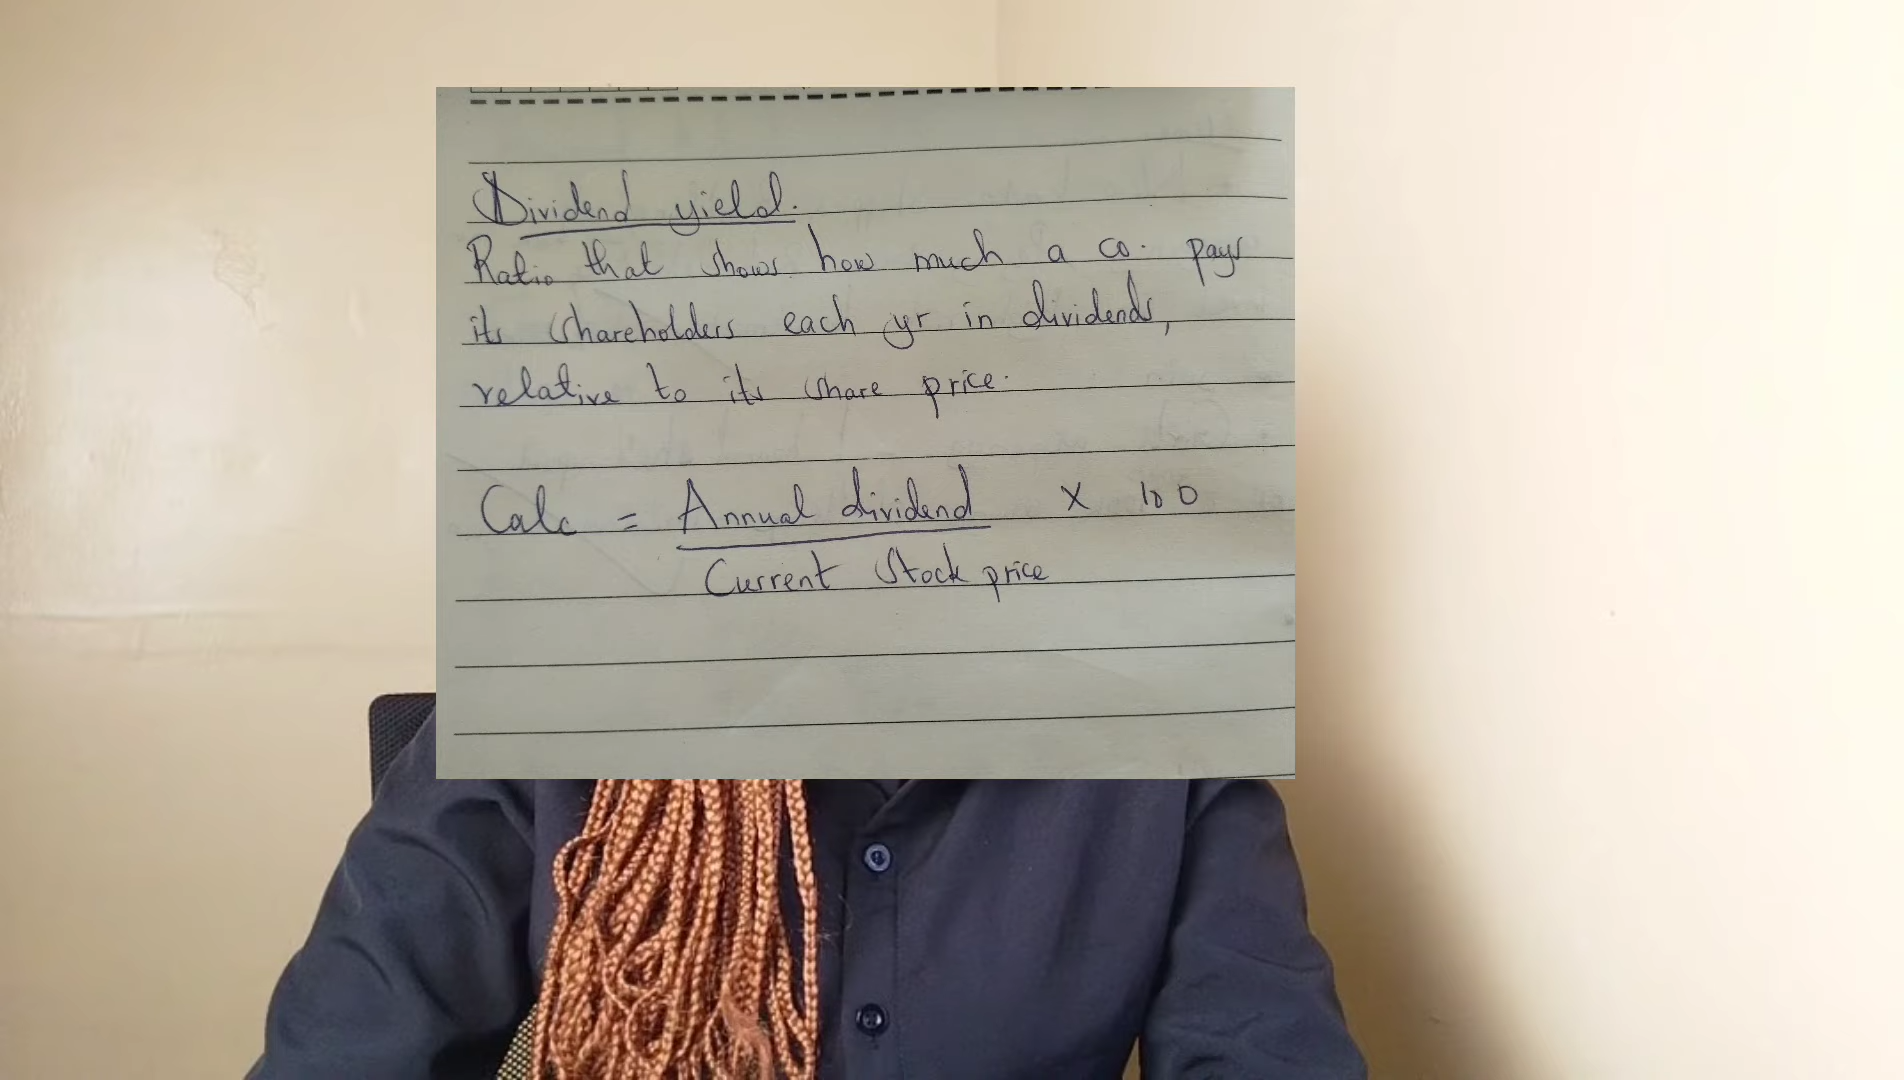 Dividend yield.
Ratio that shows how much a co. pays
its shareholders each yr in dividends,
relative to its share price.
Calc = Annual dividend x 100
Current stock price